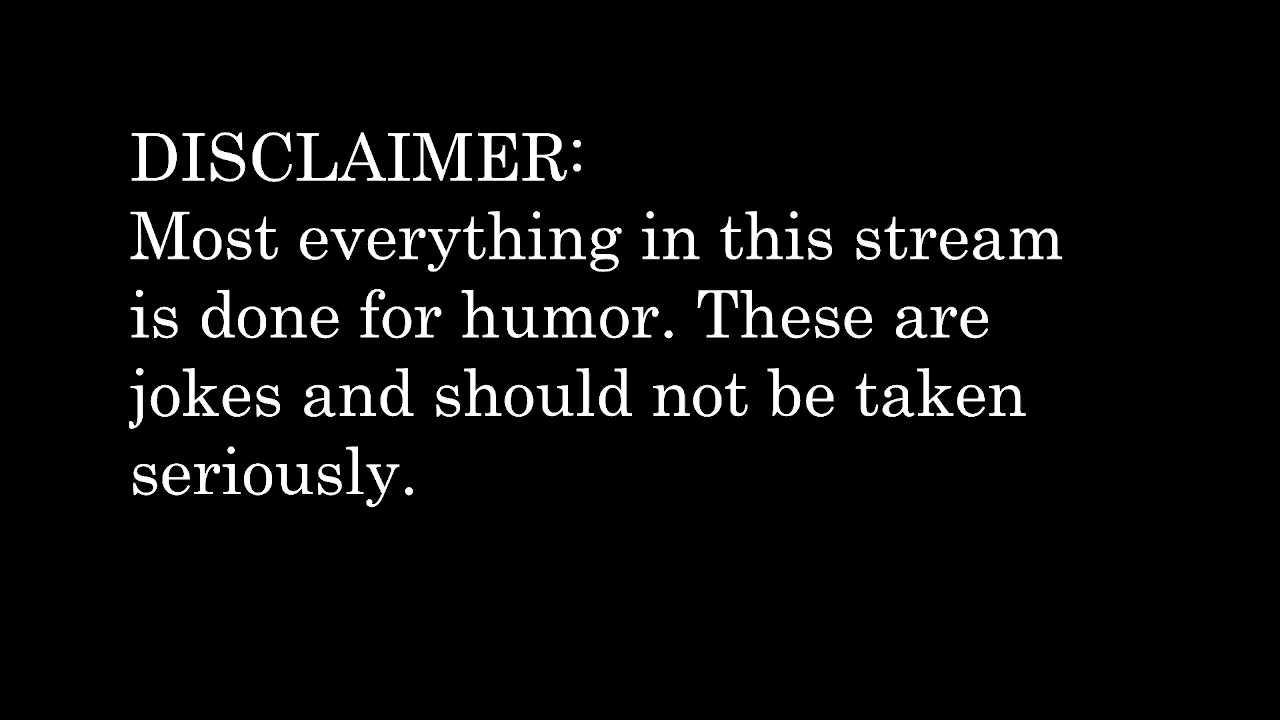 DISCLAIMER:
Most everything in this stream
is done for humor. These are
jokes and should not be taken
seriously.